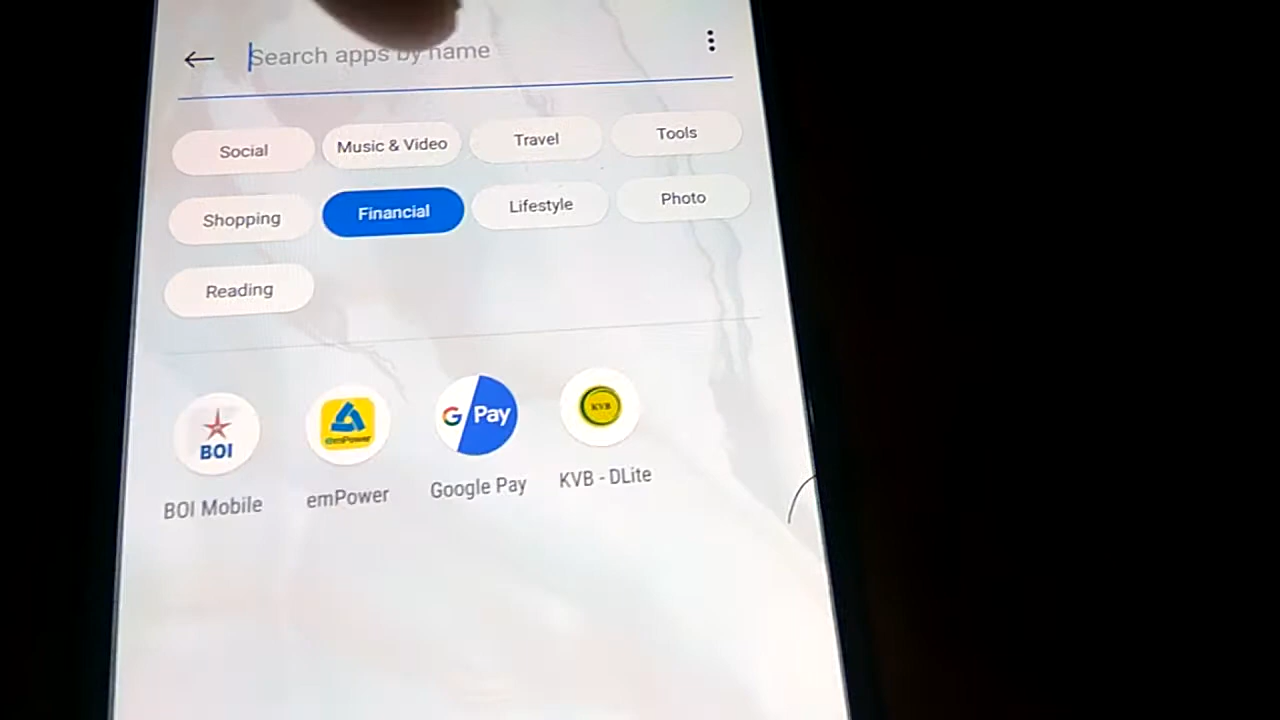 Search apps by name
Social Music & Video Travel Tools
Shopping Financial Lifestyle Photo
Reading
BOI emPower G Pay KVB
BOI Mobile emPower Google Pay KVB - DLite